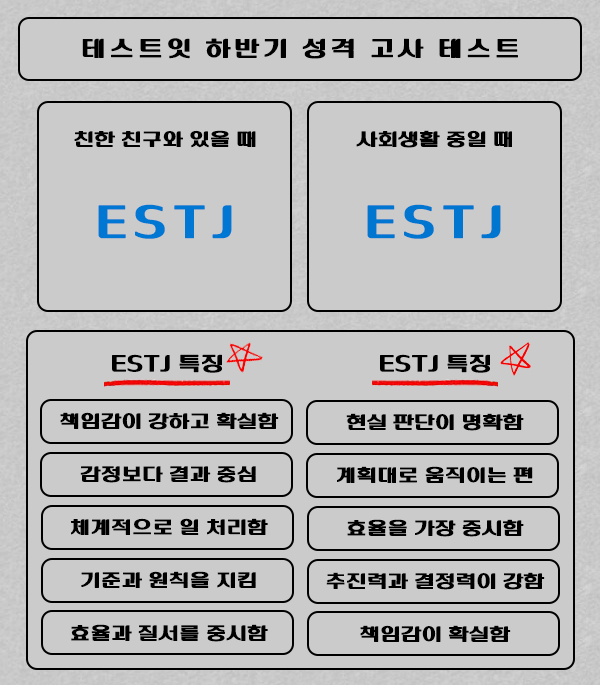 테스트잇 하반기 성격 고사 테스트
친한 친구와 있을 때
ESTJ
사회생활 중일 때
ESTJ
ESTJ 특징
책임감이 강하고 확실함
감정보다 결과 중심
체계적으로 일 처리함
기준과 원칙을 지킴
효율과 질서를 중시함
ESTJ 특징
현실 판단이 명확함
계획대로 움직이는 편
효율을 가장 중시함
추진력과 결정력이 강함
책임감이 확실함